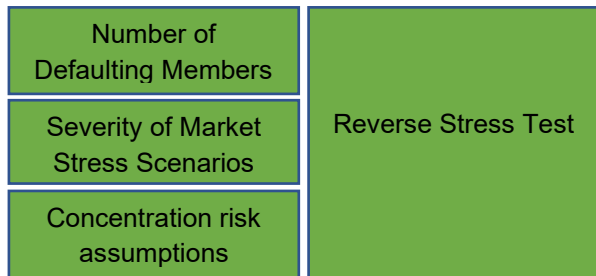 Number of
Defaulting Members
Severity of Market
Stress Scenarios
Concentration risk
assumptions
Reverse Stress Test